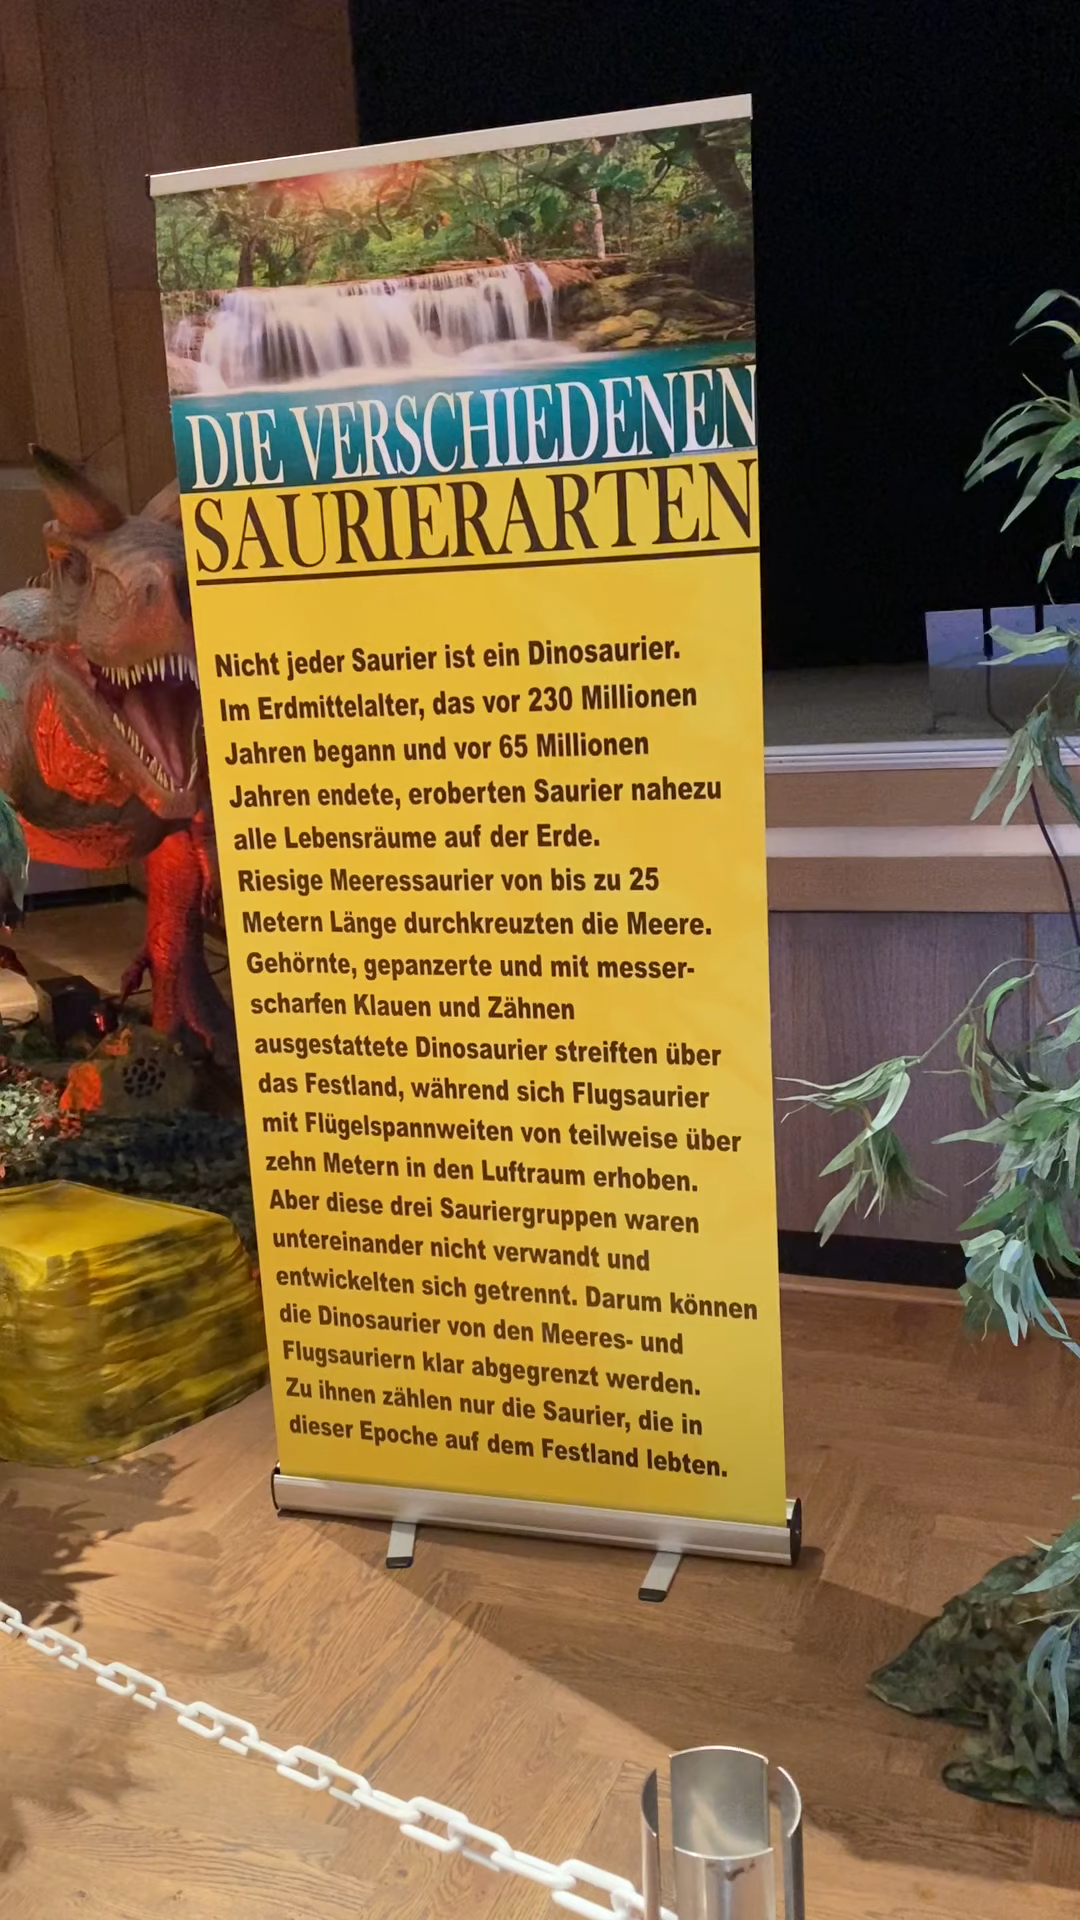 DIE VERSCHIEDENEN
SAURIERARTEN
Nicht jeder Saurier ist ein Dinosaurier.
Im Erdmittelalter, das vor 230 Millionen
Jahren begann und vor 65 Millionen
Jahren endete, eroberten Saurier nahezu
alle Lebensräume auf der Erde.
Riesige Meeressaurier von bis zu 25
Metern Länge durchkreuzten die Meere.
Gehörnte, gepanzerte und mit messer-
scharfen Klauen und Zähnen
ausgestattete Dinosaurier streiften über
das Festland, während sich Flugsaurier
mit Flügelspannweiten von teilweise über
zehn Metern in den Luftraum erhoben.
Aber diese drei Sauriergruppen waren
untereinander nicht verwandt und
entwickelten sich getrennt. Darum können
die Dinosaurier von den Meeres- und
Flugsauriern klar abgegrenzt werden.
Zu ihnen zählen nur die Saurier, die in
dieser Epoche auf dem Festland lebten.